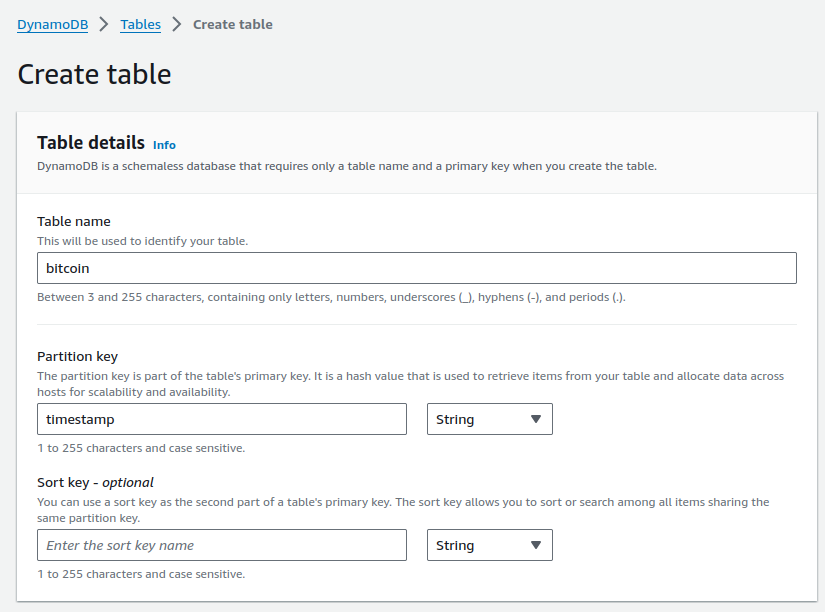 DynamoDB > Tables > Create table
Create table
Table details Info
DynamoDB is a schemaless database that requires only a table name and a primary key when you create the table.
Table name
This will be used to identify your table.
bitcoin
Between 3 and 255 characters, containing only letters, numbers, underscores (_), hyphens (-), and periods (.).
Partition key
The partition key is part of the table's primary key. It is a hash value that is used to retrieve items from your table and allocate data across
hosts for scalability and availability.
timestamp String
1 to 255 characters and case sensitive.
Sort key - optional
You can use a sort key as the second part of a table's primary key. The sort key allows you to sort or search among all items sharing the
same partition key.
Enter the sort key name String
1 to 255 characters and case sensitive.